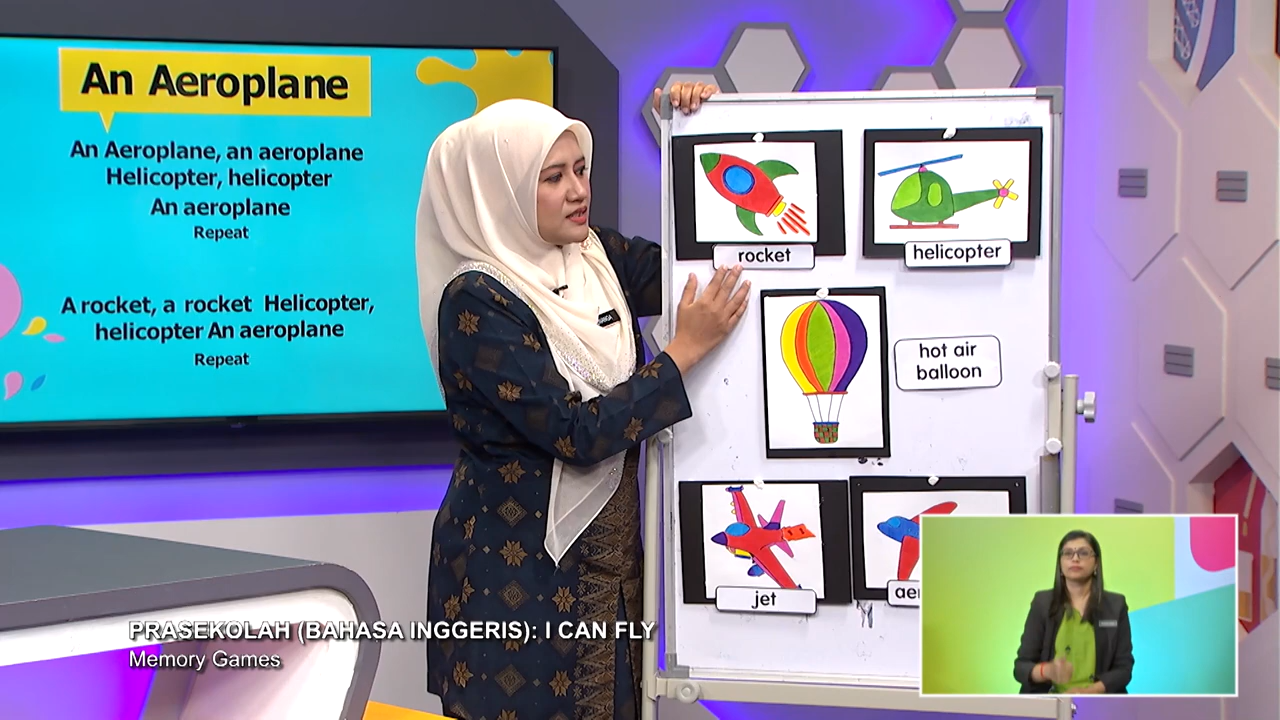 An Aeroplane
An Aeroplane, an aeroplane
Helicopter, helicopter
An aeroplane
Repeat
A rocket, a rocket Helicopter,
helicopter An aeroplane
Repeat
rocket
helicopter
hot air
balloon
jet
PRASEKOLAH (BAHASA INGGERIS): I CAN FLY
Memory Games